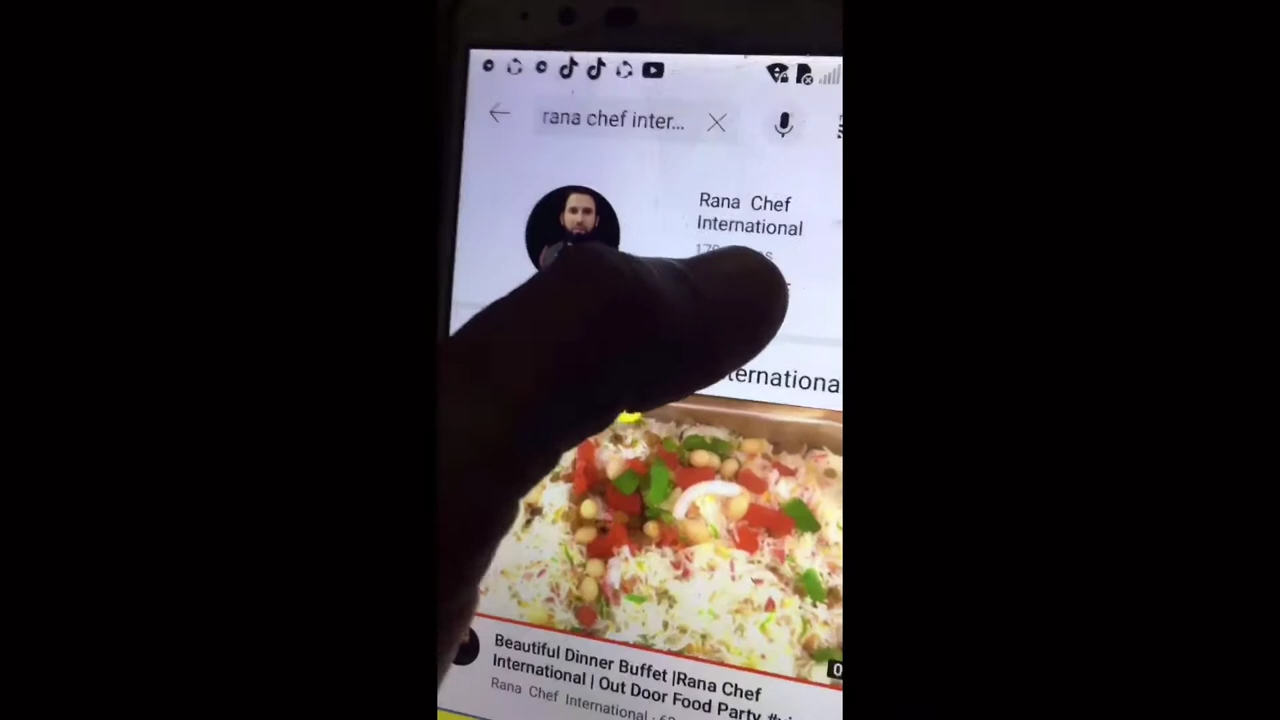 rana chef inter...
Rana Chef
International
ternationa
Beautiful Dinner Buffet |Rana Chef
International | Out Door Food Party
Rana Chef International